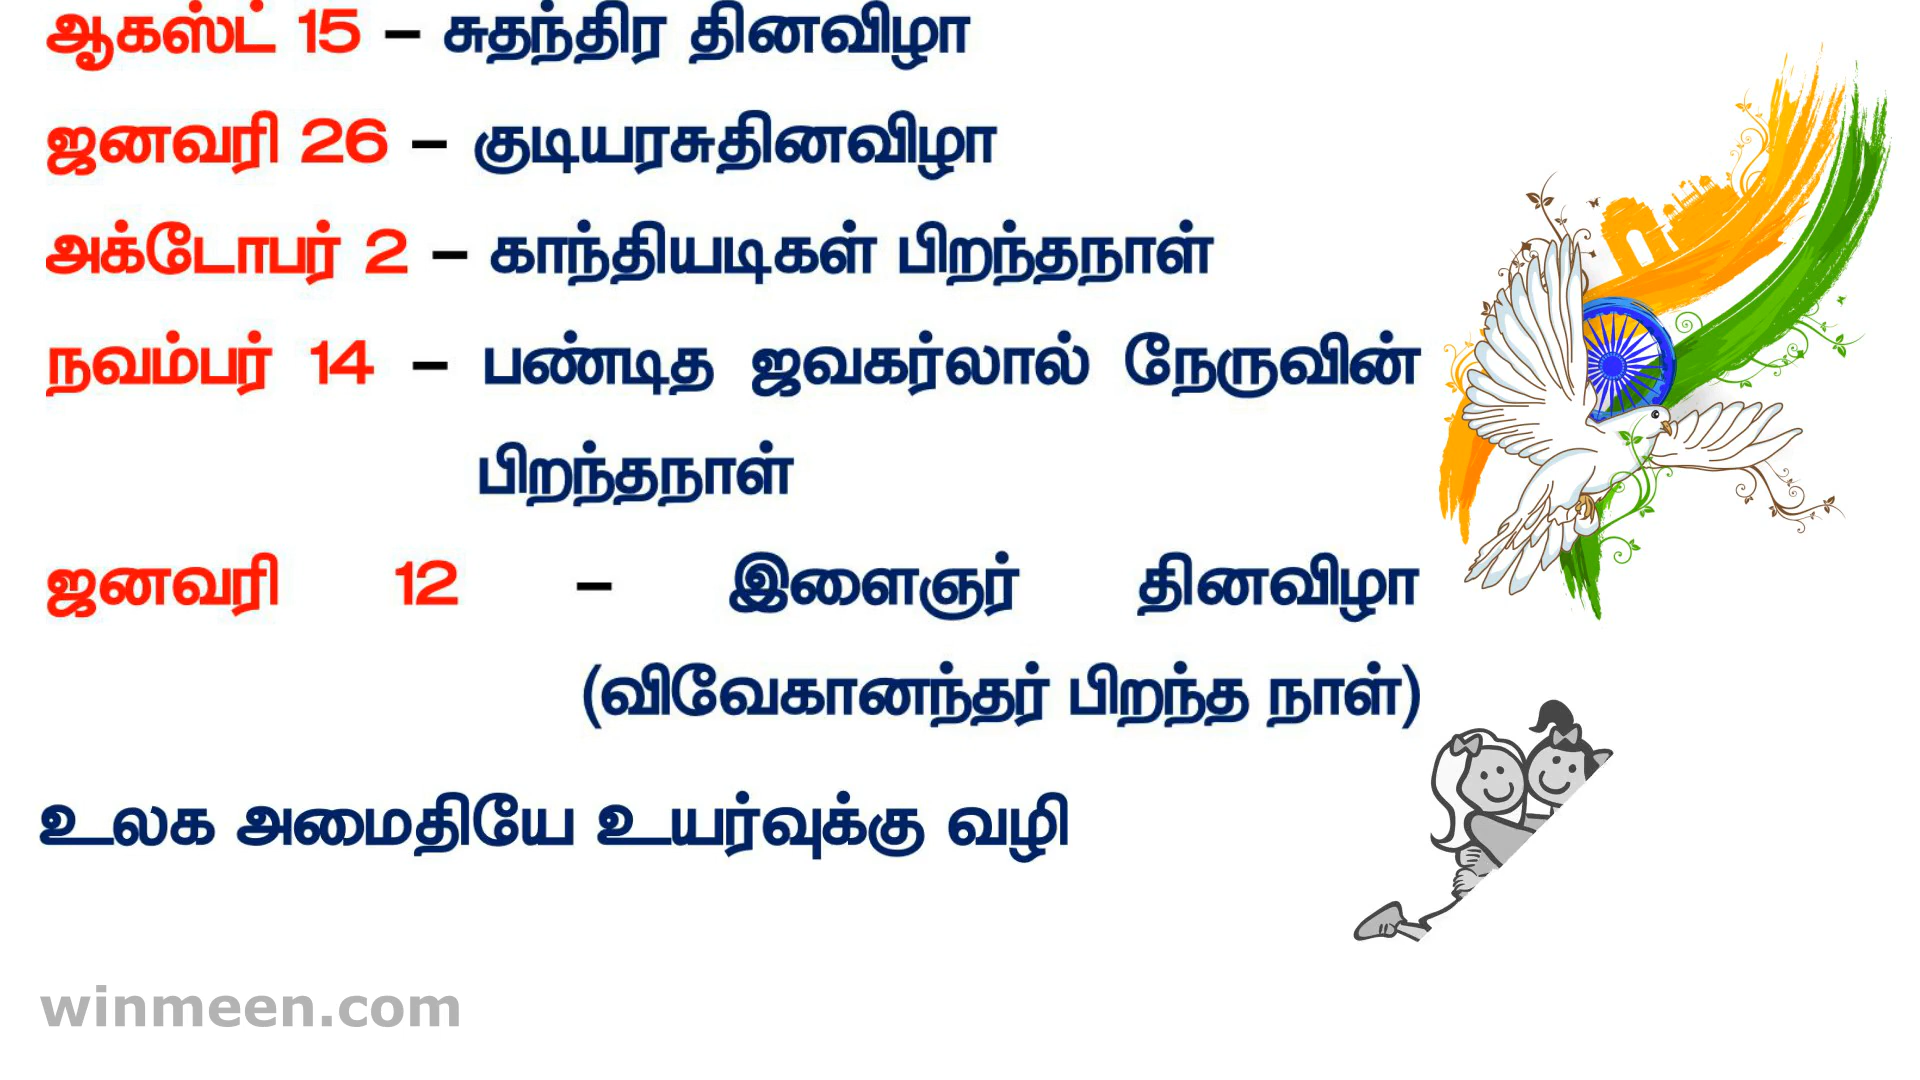 ஆகஸ்ட் 15 – சுதந்திர தினவிழா
ஜனவரி 26 – குடியரசுதினவிழா
அக்டோபர் 2 – காந்தியடிகள் பிறந்தநாள்
நவம்பர் 14 – பண்டித ஜவகர்லால் நேருவின்
பிறந்தநாள்
ஜனவரி 12 – இளைஞர் தினவிழா
(விவேகானந்தர் பிறந்த நாள்)
உலக அமைதியே உயர்வுக்கு வழி
winmeen.com